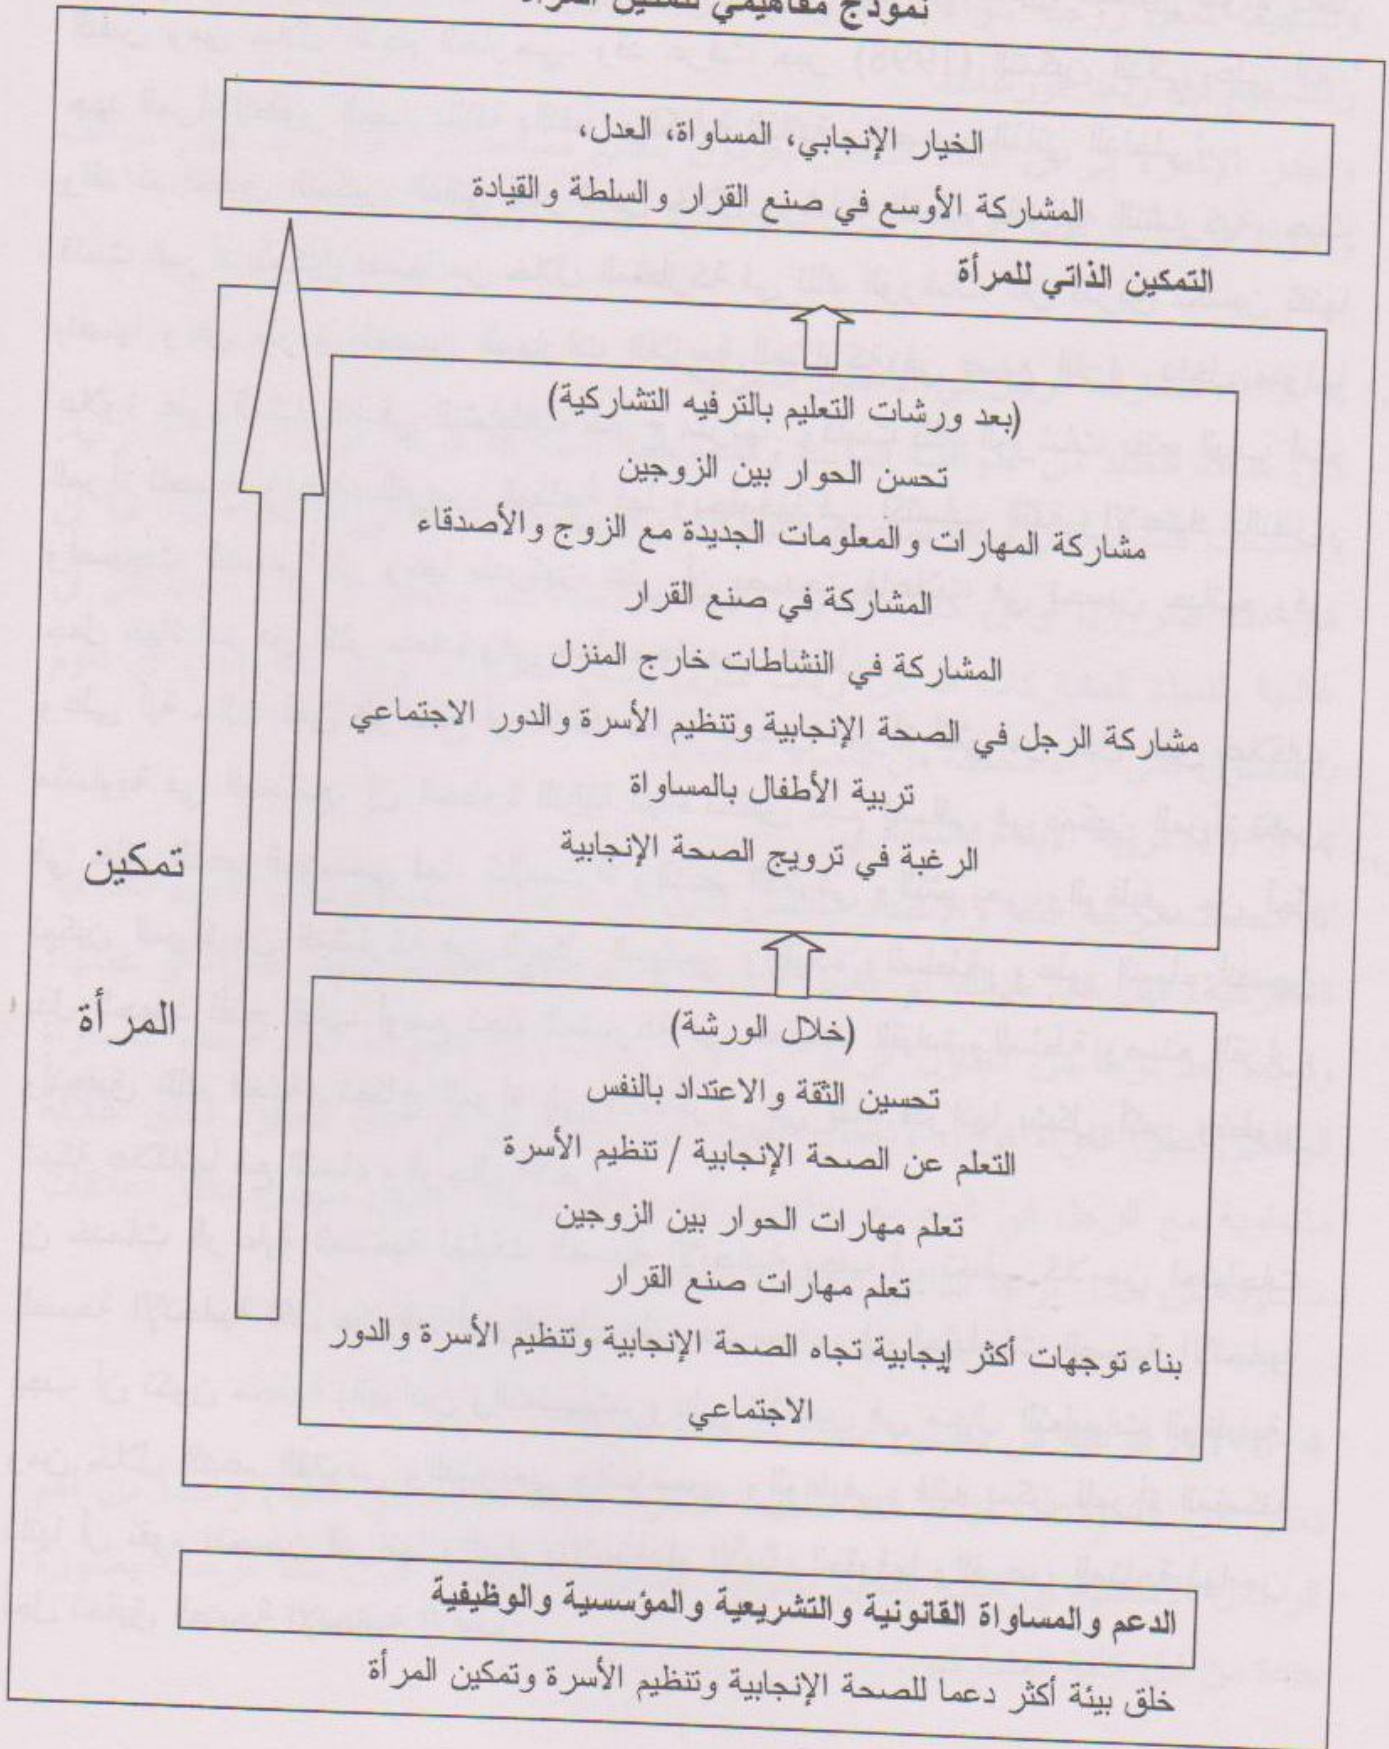 نموذج مفاهيمي لتمكين المرأة
الخيار الإنجابي، المساواة، العدل،
المشاركة الأوسع في صنع القرار والسلطة والقيادة
التمكين الذاتي للمرأة
(بعد ورشات التعليم بالترفيه التشاركية)
تحسن الحوار بين الزوجين
مشاركة المهارات والمعلومات الجديدة مع الزوج والأصدقاء
المشاركة في صنع القرار
المشاركة في النشاطات خارج المنزل
مشاركة الرجل في الصحة الإنجابية وتنظيم الأسرة والدور الاجتماعي
تربية الأطفال بالمساواة
الرغبة في ترويج الصحة الإنجابية
تمكين
المرأة
(خلال الورشة)
تحسين الثقة والاعتداد بالنفس
التعلم عن الصحة الإنجابية / تنظيم الأسرة
تعلم مهارات الحوار بين الزوجين
تعلم مهارات صنع القرار
بناء توجهات أكثر إيجابية تجاه الصحة الإنجابية وتنظيم الأسرة والدور
الاجتماعي
الدعم والمساواة القانونية والتشريعية والمؤسسية والوظيفية
خلق بيئة أكثر دعما للصحة الإنجابية وتنظيم الأسرة وتمكين المرأة